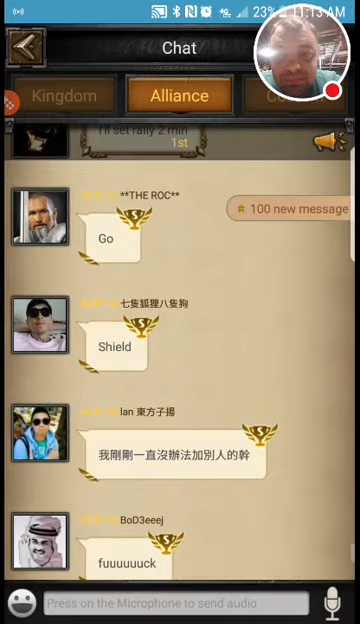 23% 11:13 AM
Chat
Kingdom
Alliance
I'll set rally 2 min
1st
**THE ROC**
100 new message
Go
七隻狐狸八隻狗
Shield
Ian 東方子揚
我剛剛一直沒辦法加別人的幹
BoD3eeej
fuuuuuuck
Press on the Microphone to send audio